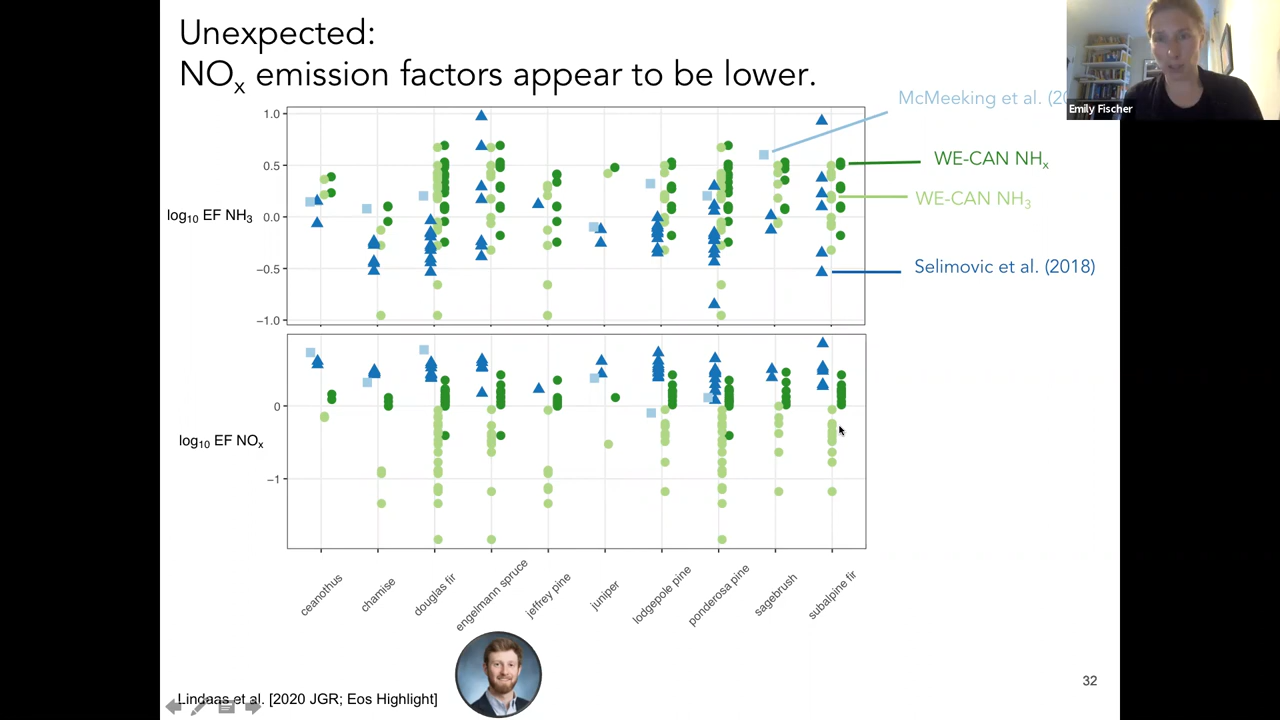 Unexpected:
NOx emission factors appear to be lower.
McMeeking et al.
Emily Fischer
WE-CAN NHx
WE-CAN NH3
Selimovic et al. (2018)
log10 EF NH3
1.0
0.5
0.0
−0.5
−1.0
log10 EF NOx
0
−1
ceanothus
chamise
douglas fir
engelmann spruce
jeffrey pine
juniper
lodgepole pine
ponderosa pine
sagebrush
subalpine fir
32
Lindaas et al. [2020 JGR; Eos Highlight]